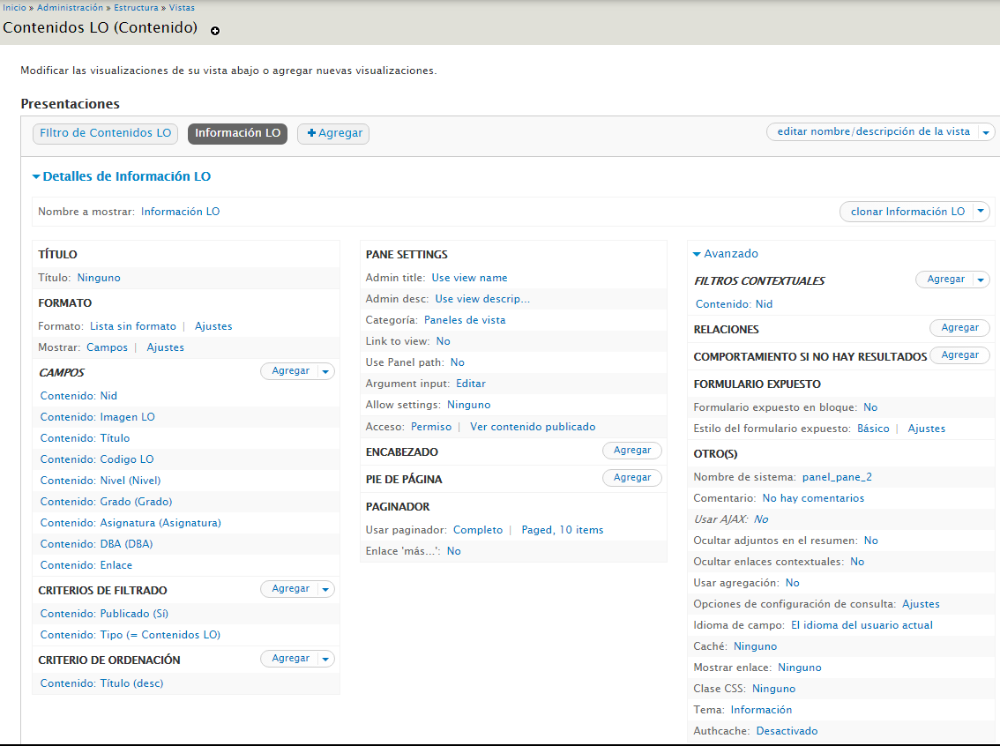 Inicio » Administración » Estructura » Vistas
Contenidos LO (Contenido)
Modificar las visualizaciones de su vista abajo o agregar nuevas visualizaciones.
Presentaciones
FIltro de Contenidos LO
Información LO
Agregar
editar nombre/descripción de la vista
Detalles de Información LO
Nombre a mostrar: Información LO
clonar Información LO
TÍTULO
Título: Ninguno
FORMATO
Formato: Lista sin formato | Ajustes
Mostrar: Campos | Ajustes
CAMPOS
Agregar
Contenido: Nid
Contenido: Imagen LO
Contenido: Título
Contenido: Codigo LO
Contenido: Nivel (Nivel)
Contenido: Grado (Grado)
Contenido: Asignatura (Asignatura)
Contenido: DBA (DBA)
Contenido: Enlace
CRITERIOS DE FILTRADO
Agregar
Contenido: Publicado (Sí)
Contenido: Tipo (= Contenidos LO)
CRITERIO DE ORDENACIÓN
Agregar
Contenido: Título (desc)
PANE SETTINGS
Admin title: Use view name
Admin desc: Use view descrip...
Categoría: Paneles de vista
Link to view: No
Use Panel path: No
Argument input: Editar
Allow settings: Ninguno
Acceso: Permiso | Ver contenido publicado
ENCABEZADO
Agregar
PIE DE PÁGINA
Agregar
PAGINADOR
Usar paginador: Completo | Paged, 10 items
Enlace 'más...': No
Avanzado
FILTROS CONTEXTUALES
Agregar
Contenido: Nid
RELACIONES
Agregar
COMPORTAMIENTO SI NO HAY RESULTADOS
Agregar
FORMULARIO EXPUESTO
Formulario expuesto en bloque: No
Estilo del formulario expuesto: Básico | Ajustes
OTRO(S)
Nombre de sistema: panel_pane_2
Comentario: No hay comentarios
Usar AJAX: No
Ocultar adjuntos en el resumen: No
Ocultar enlaces contextuales: No
Usar agregación: No
Opciones de configuración de consulta: Ajustes
Idioma de campo: El idioma del usuario actual
Caché: Ninguno
Mostrar enlace: Ninguno
Clase CSS: Ninguno
Tema: Información
Authcache: Desactivado